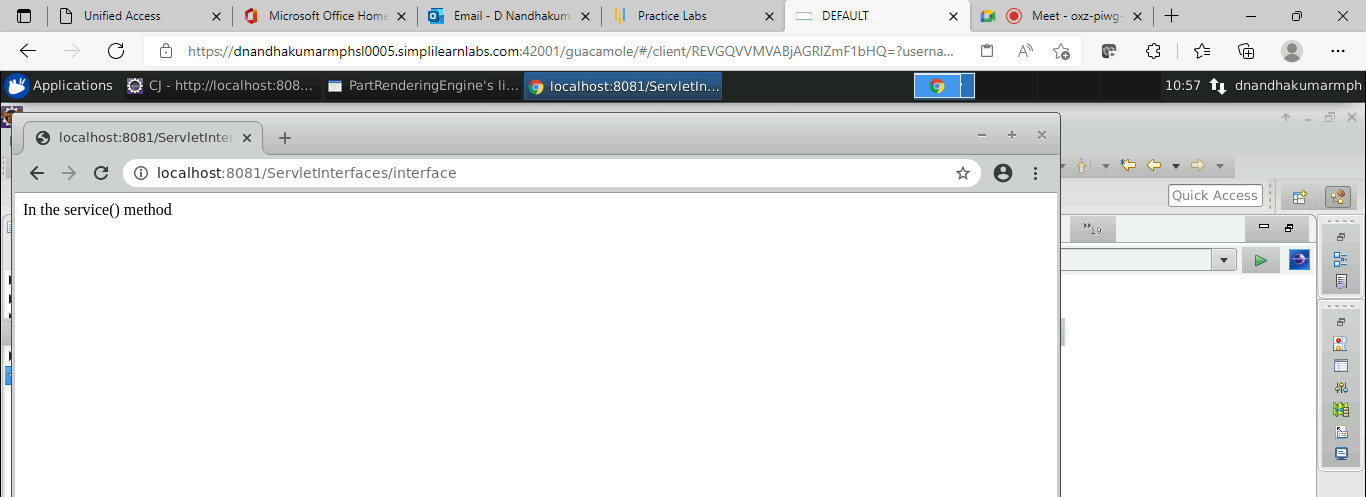 Unified Access
Microsoft Office Home
Email - D Nandhakum
Practice Labs
DEFAULT
Meet - oxz-piwg-
https://dnandhakumarmphsl0005.simplilearnlabs.com:42001/guacamole/#/client/REVGQVVMVABjAGRlZmF1bHQ=?userna...
Applications
CJ - http://localhost:808...
PartRenderingEngine's li...
localhost:8081/ServletIn...
10:57
dnandhakumarmph
localhost:8081/ServletInter
localhost:8081/ServletInterfaces/interface
Quick Access
In the service() method
»19